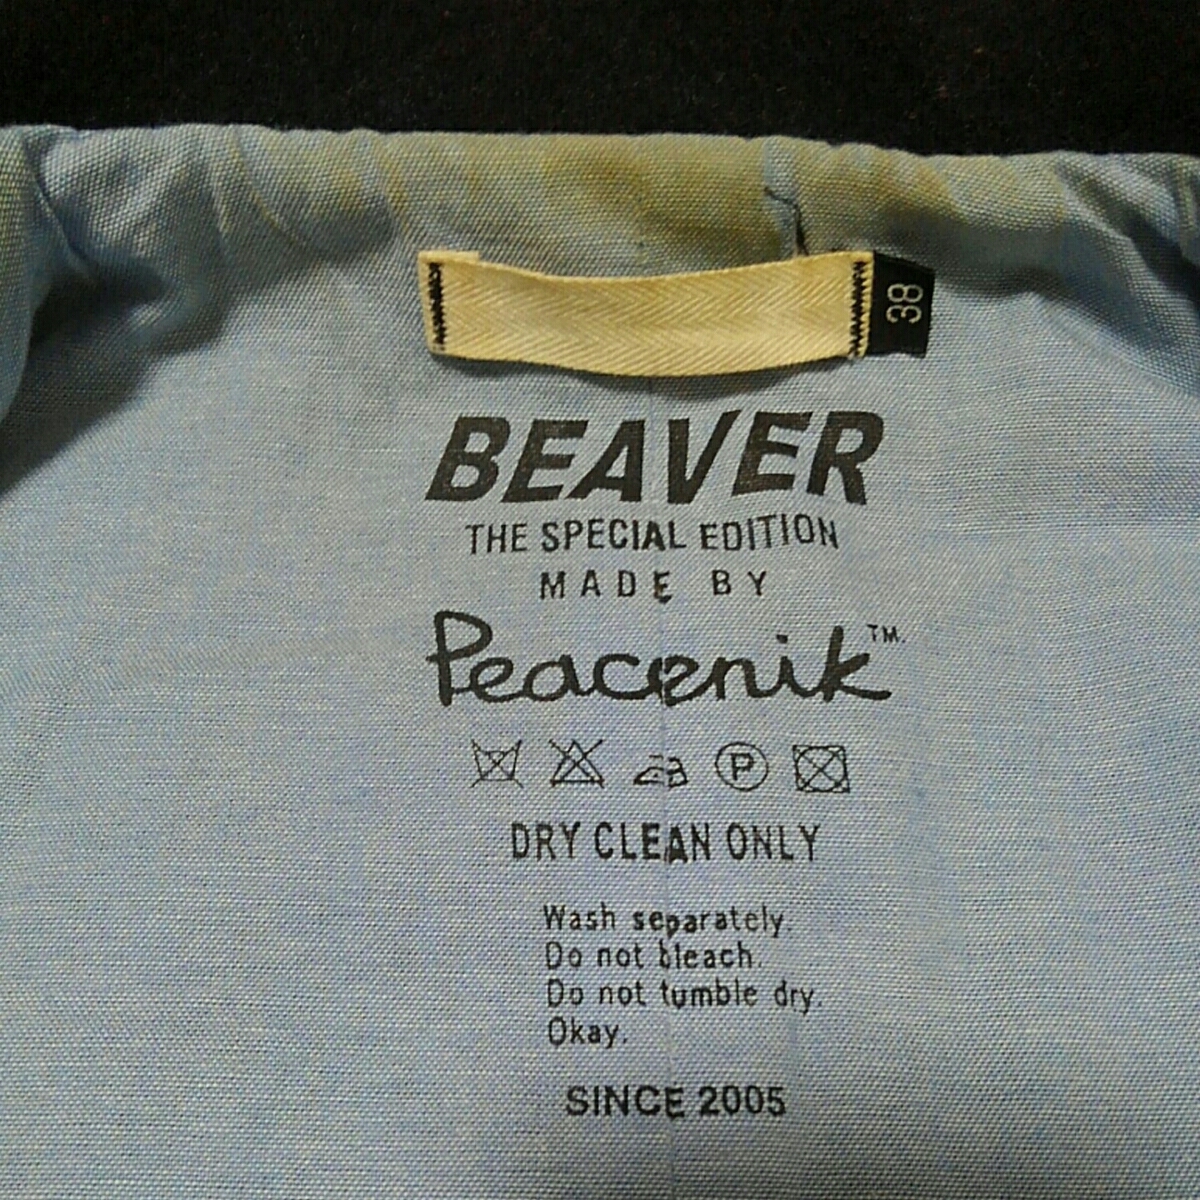 38
BEAVER
THE SPECIAL EDITION
MADE BY
Peacenik™.
P
DRY CLEAN ONLY
Wash separately.
Do not bleach.
Do not tumble dry.
Okay.
SINCE 2005